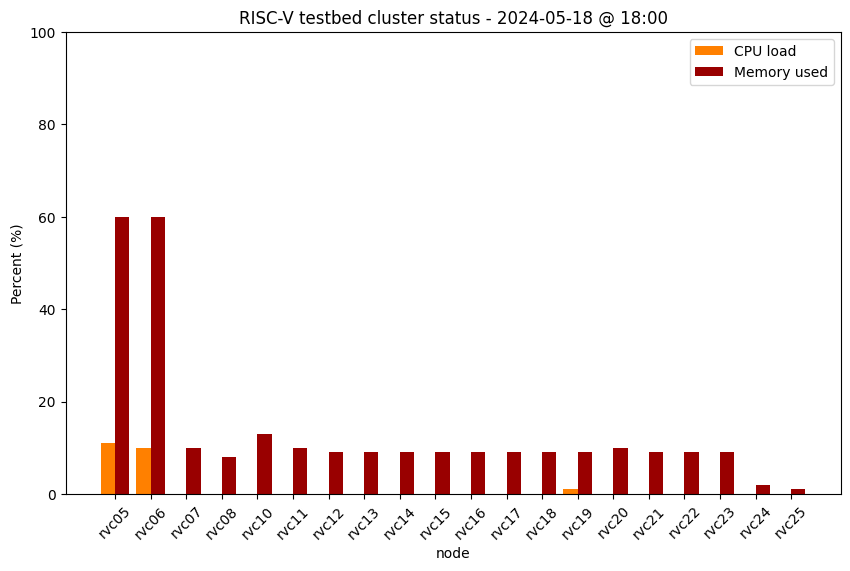 RISC-V testbed cluster status - 2024-05-18 @ 18:00
CPU load
Memory used
Percent (%)
100
80
60
40
20
0
rvc05 rvc06 rvc07 rvc08 rvc10 rvc11 rvc12 rvc13 rvc14 rvc15 rvc16 rvc17 rvc18 rvc19 rvc20 rvc21 rvc22 rvc23 rvc24 rvc25
node